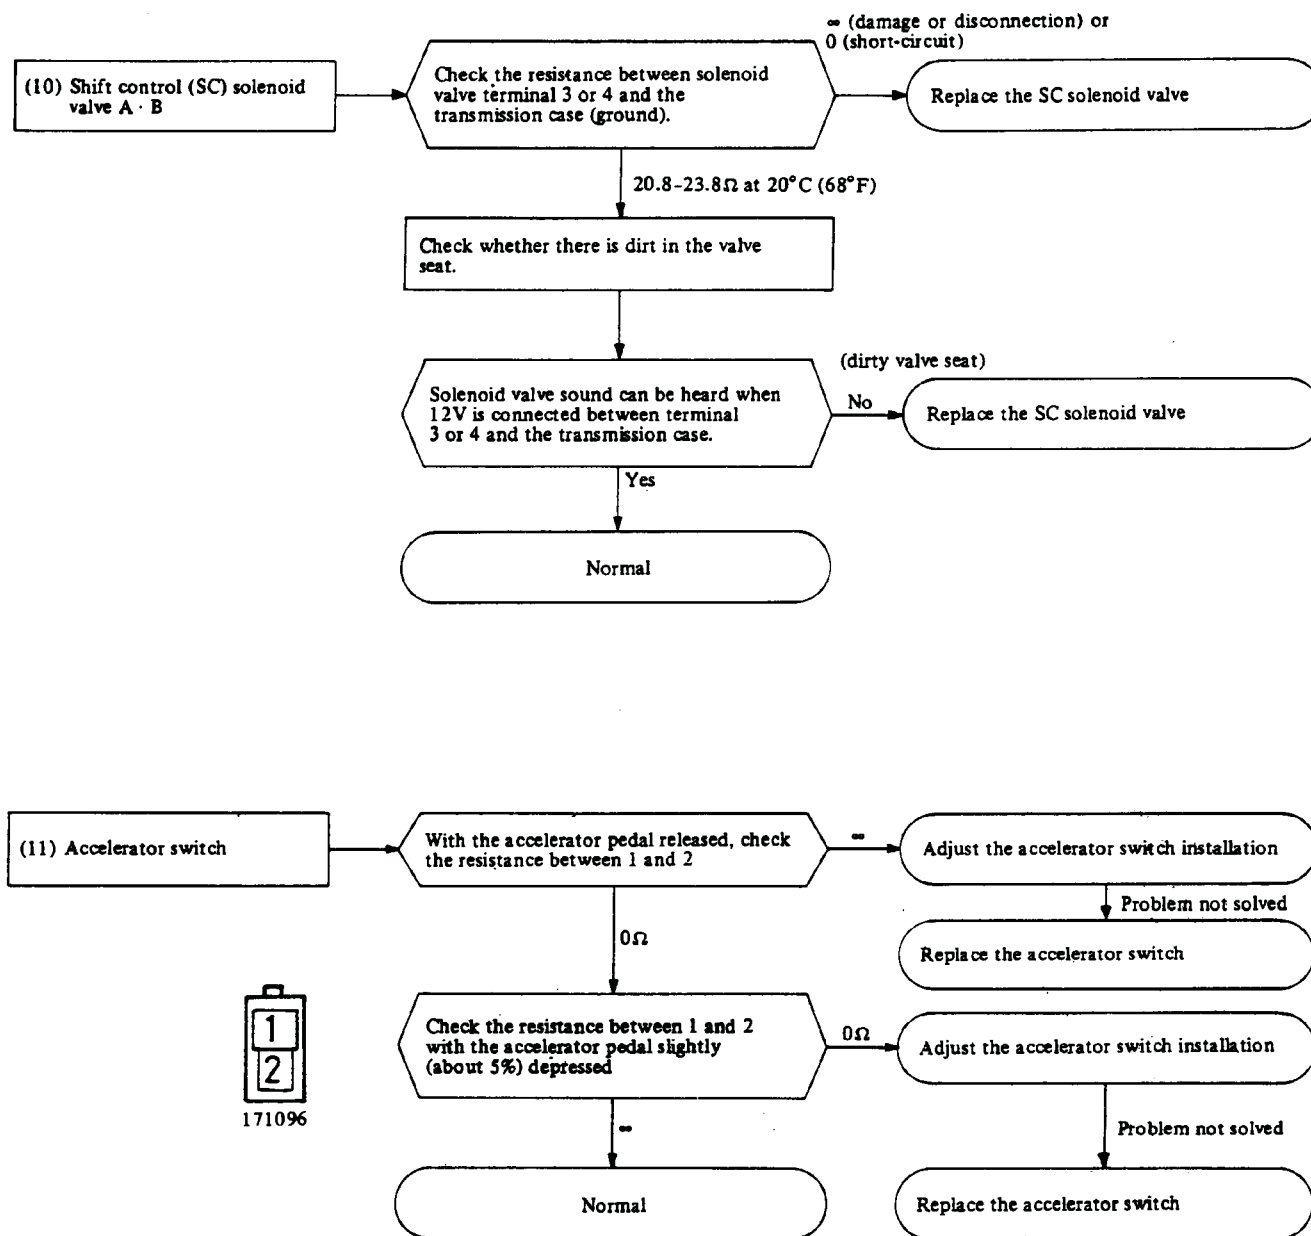 ∞ (damage or disconnection) or
0 (short-circuit)
(10) Shift control (SC) solenoid
valve A · B
Check the resistance between solenoid
valve terminal 3 or 4 and the
transmission case (ground).
Replace the SC solenoid valve
20.8-23.8Ω at 20°C (68°F)
Check whether there is dirt in the valve
seat.
(dirty valve seat)
Solenoid valve sound can be heard when
12V is connected between terminal
3 or 4 and the transmission case.
No
Replace the SC solenoid valve
Yes
Normal
(11) Accelerator switch
With the accelerator pedal released, check
the resistance between 1 and 2
∞
Adjust the accelerator switch installation
Problem not solved
Replace the accelerator switch
0Ω
1
2
171096
Check the resistance between 1 and 2
with the accelerator pedal slightly
(about 5%) depressed
0Ω
Adjust the accelerator switch installation
Problem not solved
Replace the accelerator switch
∞
Normal